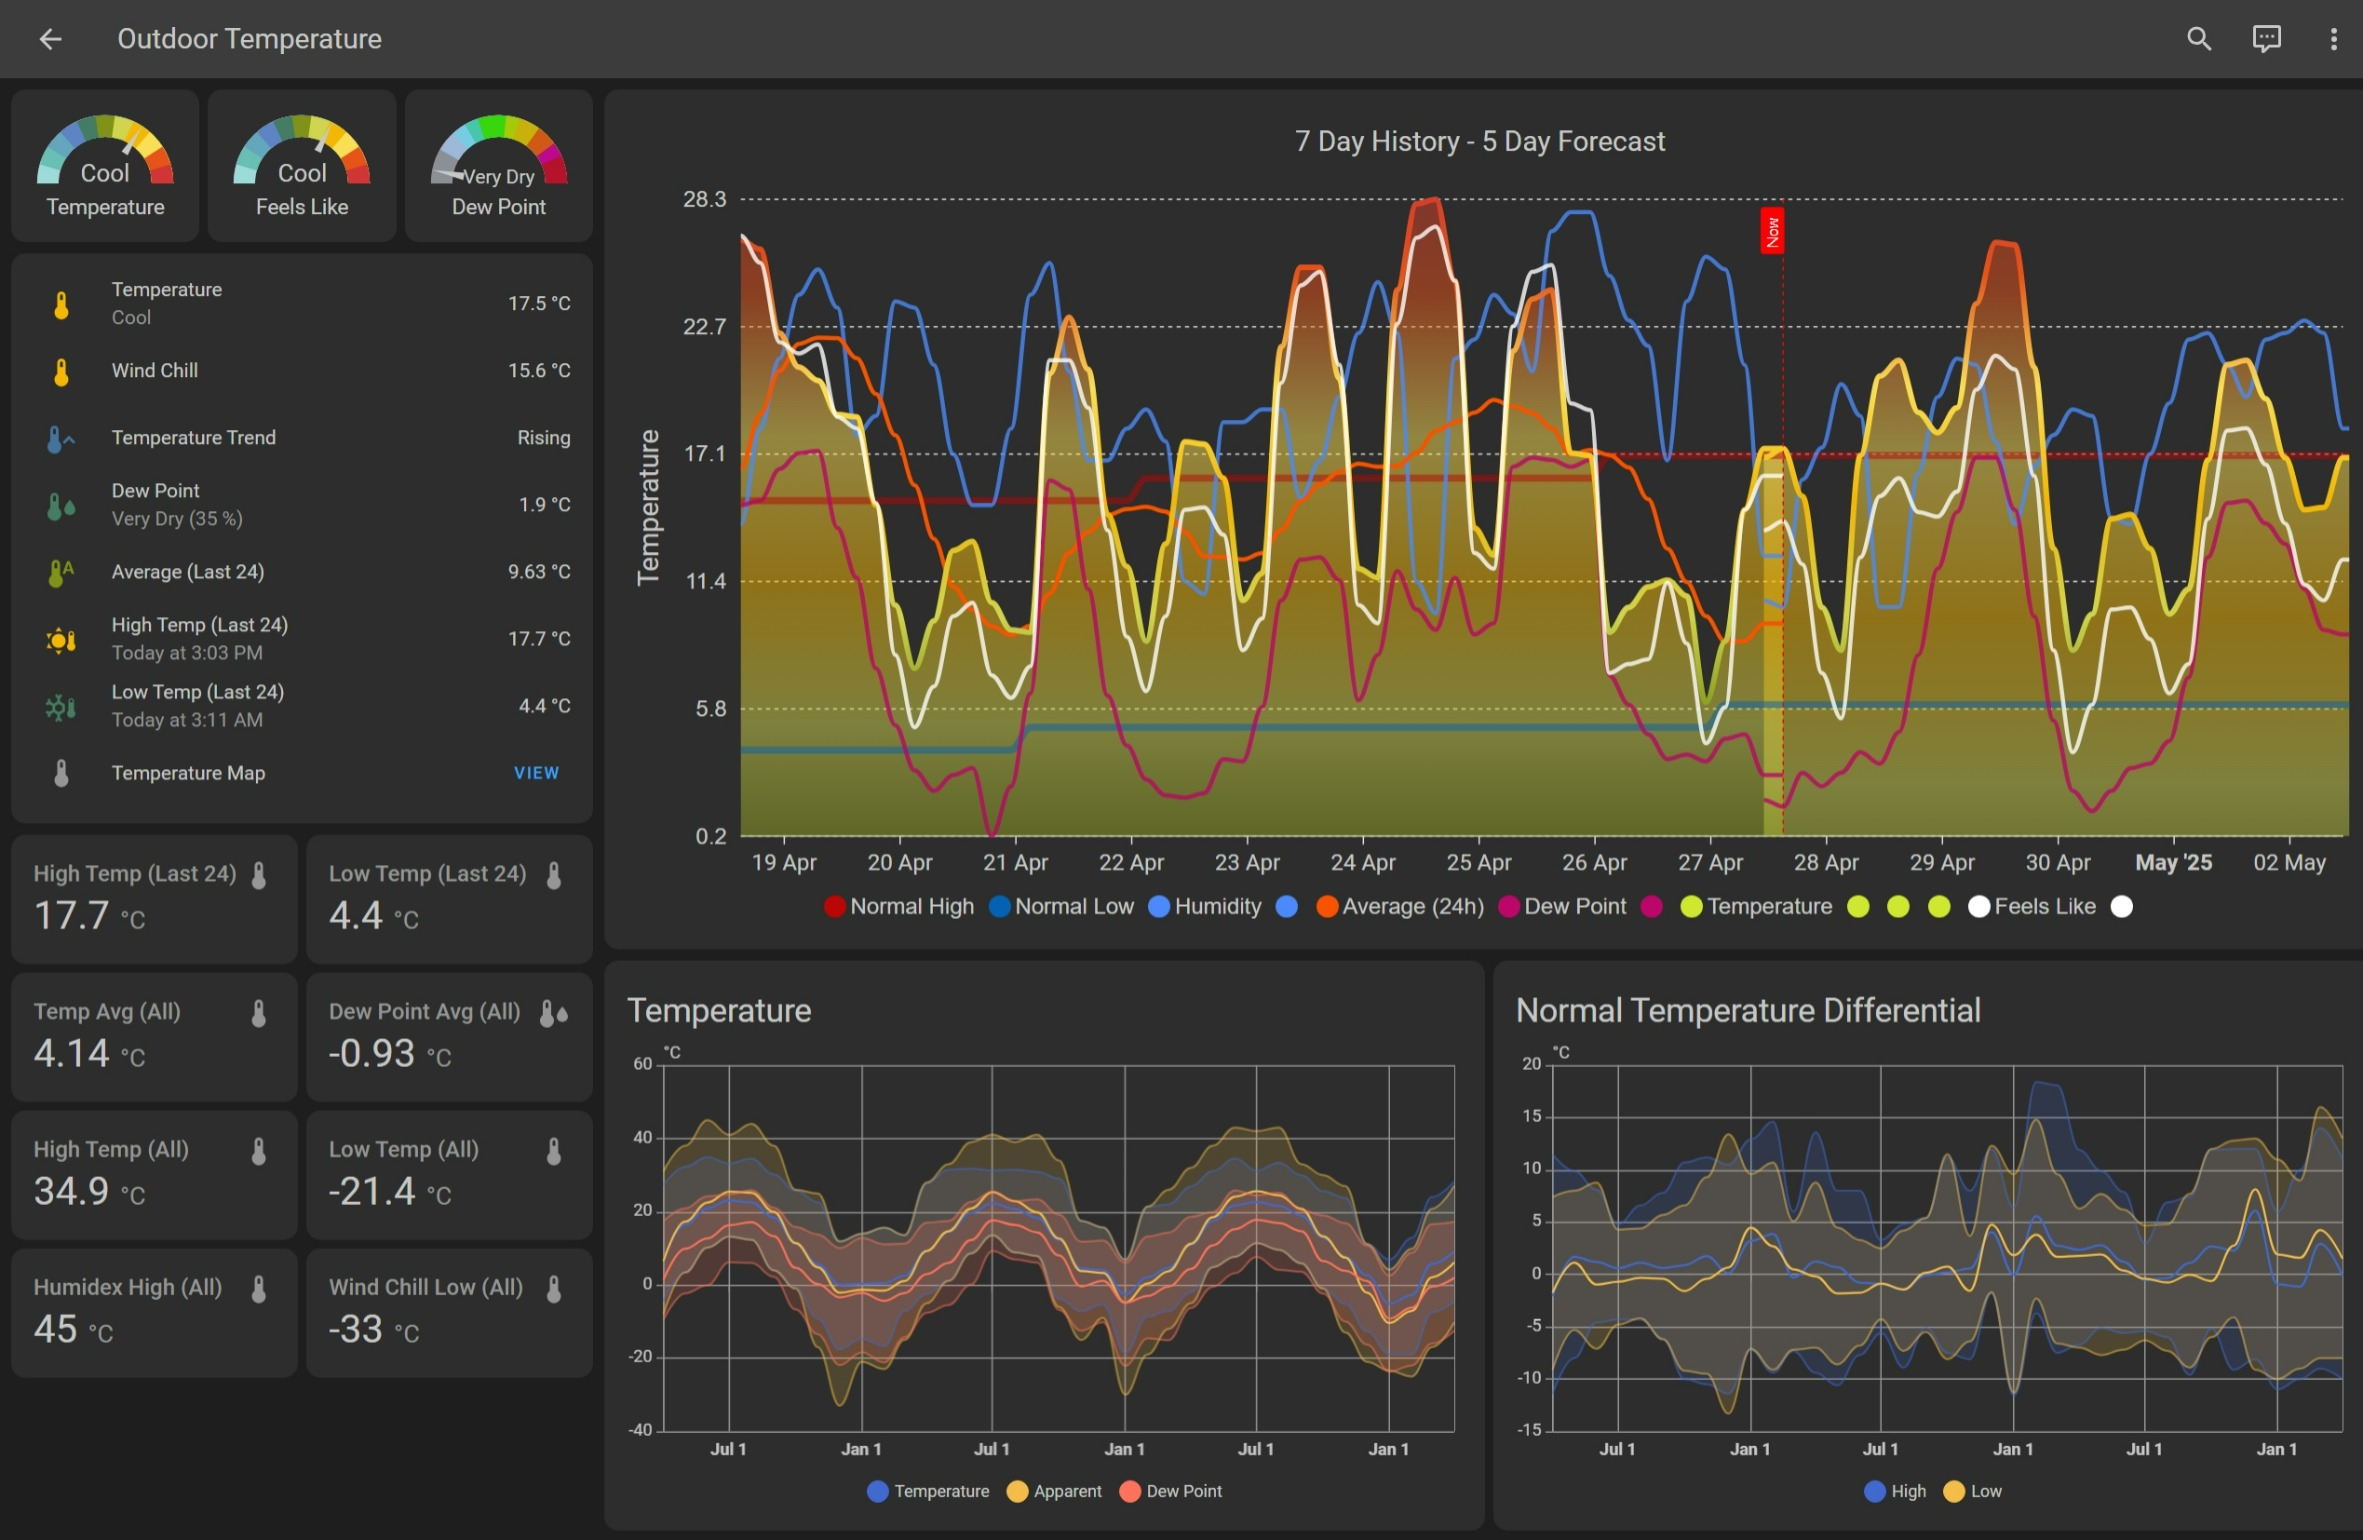 Outdoor Temperature
Cool
Temperature
Cool
Feels Like
Very Dry
Dew Point
Temperature
Cool
17.5 °C
Wind Chill
15.6 °C
Temperature Trend
Rising
Dew Point
Very Dry (35 %)
1.9 °C
A
Average (Last 24)
9.63 °C
High Temp (Last 24)
Today at 3:03 PM
17.7 °C
Low Temp (Last 24)
Today at 3:11 AM
4.4 °C
Temperature Map
VIEW
High Temp (Last 24)
17.7 °C
Low Temp (Last 24)
4.4 °C
Temp Avg (All)
4.14 °C
Dew Point Avg (All)
-0.93 °C
High Temp (All)
34.9 °C
Low Temp (All)
-21.4 °C
Humidex High (All)
45 °C
Wind Chill Low (All)
-33 °C
7 Day History - 5 Day Forecast
Temperature
28.3
22.7
17.1
11.4
5.8
0.2
Now
19 Apr 20 Apr 21 Apr 22 Apr 23 Apr 24 Apr 25 Apr 26 Apr 27 Apr 28 Apr 29 Apr 30 Apr May '25 02 May
Normal High Normal Low Humidity Average (24h) Dew Point Temperature Feels Like
Temperature
°C
60
40
20
0
-20
-40
Jul 1 Jan 1 Jul 1 Jan 1 Jul 1 Jan 1
Temperature Apparent Dew Point
Normal Temperature Differential
°C
20
15
10
5
0
-5
-10
-15
Jul 1 Jan 1 Jul 1 Jan 1 Jul 1 Jan 1
High Low